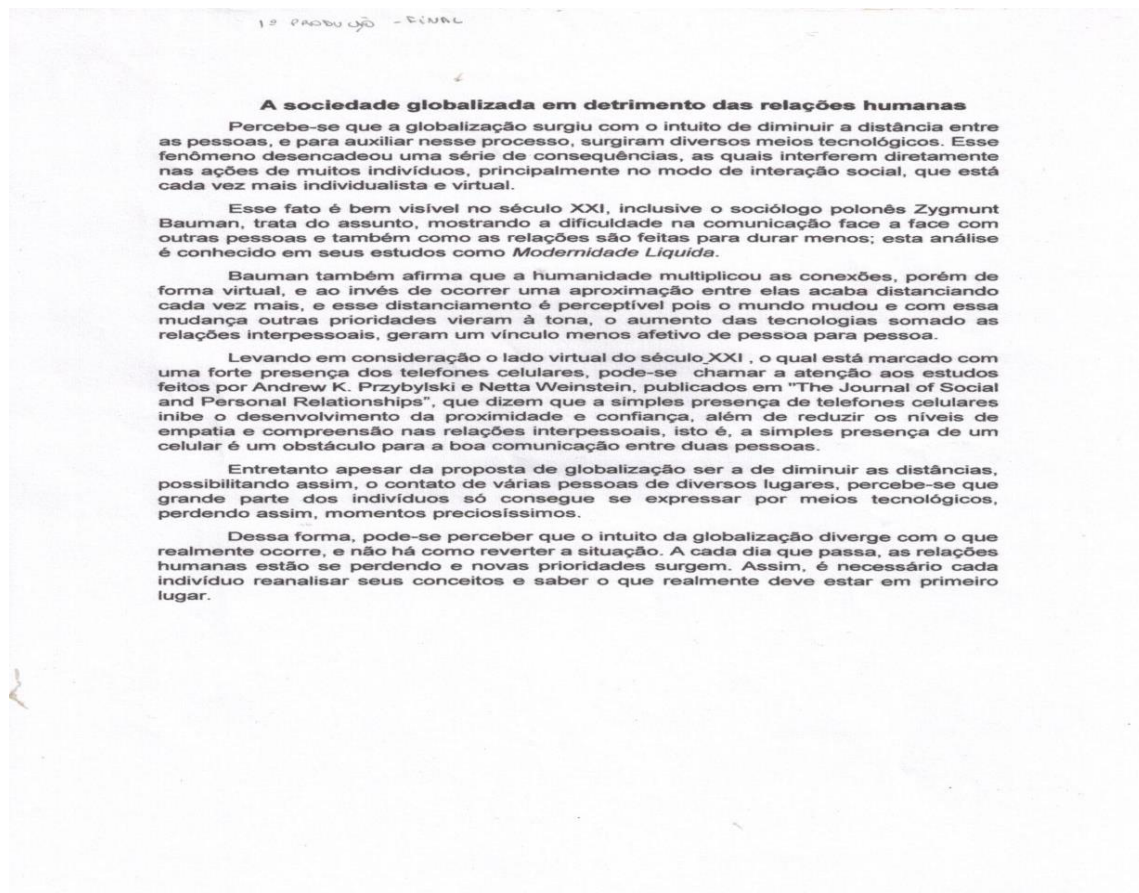 1ª PRODUÇÃO - FINAL
A sociedade globalizada em detrimento das relações humanas
Percebe-se que a globalização surgiu com o intuito de diminuir a distância entre
as pessoas, e para auxiliar nesse processo, surgiram diversos meios tecnológicos. Esse
fenômeno desencadeou uma série de consequências, as quais interferem diretamente
nas ações de muitos indivíduos, principalmente no modo de interação social, que está
cada vez mais individualista e virtual.
Esse fato é bem visível no século XXI, inclusive o sociólogo polonês Zygmunt
Bauman, trata do assunto, mostrando a dificuldade na comunicação face a face com
outras pessoas e também como as relações são feitas para durar menos; esta análise
é conhecido em seus estudos como Modernidade Líquida.
Bauman também afirma que a humanidade multiplicou as conexões, porém de
forma virtual, e ao invés de ocorrer uma aproximação entre elas acaba distanciando
cada vez mais, e esse distanciamento é perceptível pois o mundo mudou e com essa
mudança outras prioridades vieram à tona, o aumento das tecnologias somado as
relações interpessoais, geram um vínculo menos afetivo de pessoa para pessoa.
Levando em consideração o lado virtual do século XXI , o qual está marcado com
uma forte presença dos telefones celulares, pode-se chamar a atenção aos estudos
feitos por Andrew K. Przybylski e Netta Weinstein, publicados em "The Journal of Social
and Personal Relationships", que dizem que a simples presença de telefones celulares
inibe o desenvolvimento da proximidade e confiança, além de reduzir os níveis de
empatia e compreensão nas relações interpessoais, isto é, a simples presença de um
celular é um obstáculo para a boa comunicação entre duas pessoas.
Entretanto apesar da proposta de globalização ser a de diminuir as distâncias,
possibilitando assim, o contato de várias pessoas de diversos lugares, percebe-se que
grande parte dos indivíduos só consegue se expressar por meios tecnológicos,
perdendo assim, momentos preciosíssimos.
Dessa forma, pode-se perceber que o intuito da globalização diverge com o que
realmente ocorre, e não há como reverter a situação. A cada dia que passa, as relações
humanas estão se perdendo e novas prioridades surgem. Assim, é necessário cada
indivíduo reanalisar seus conceitos e saber o que realmente deve estar em primeiro
lugar.